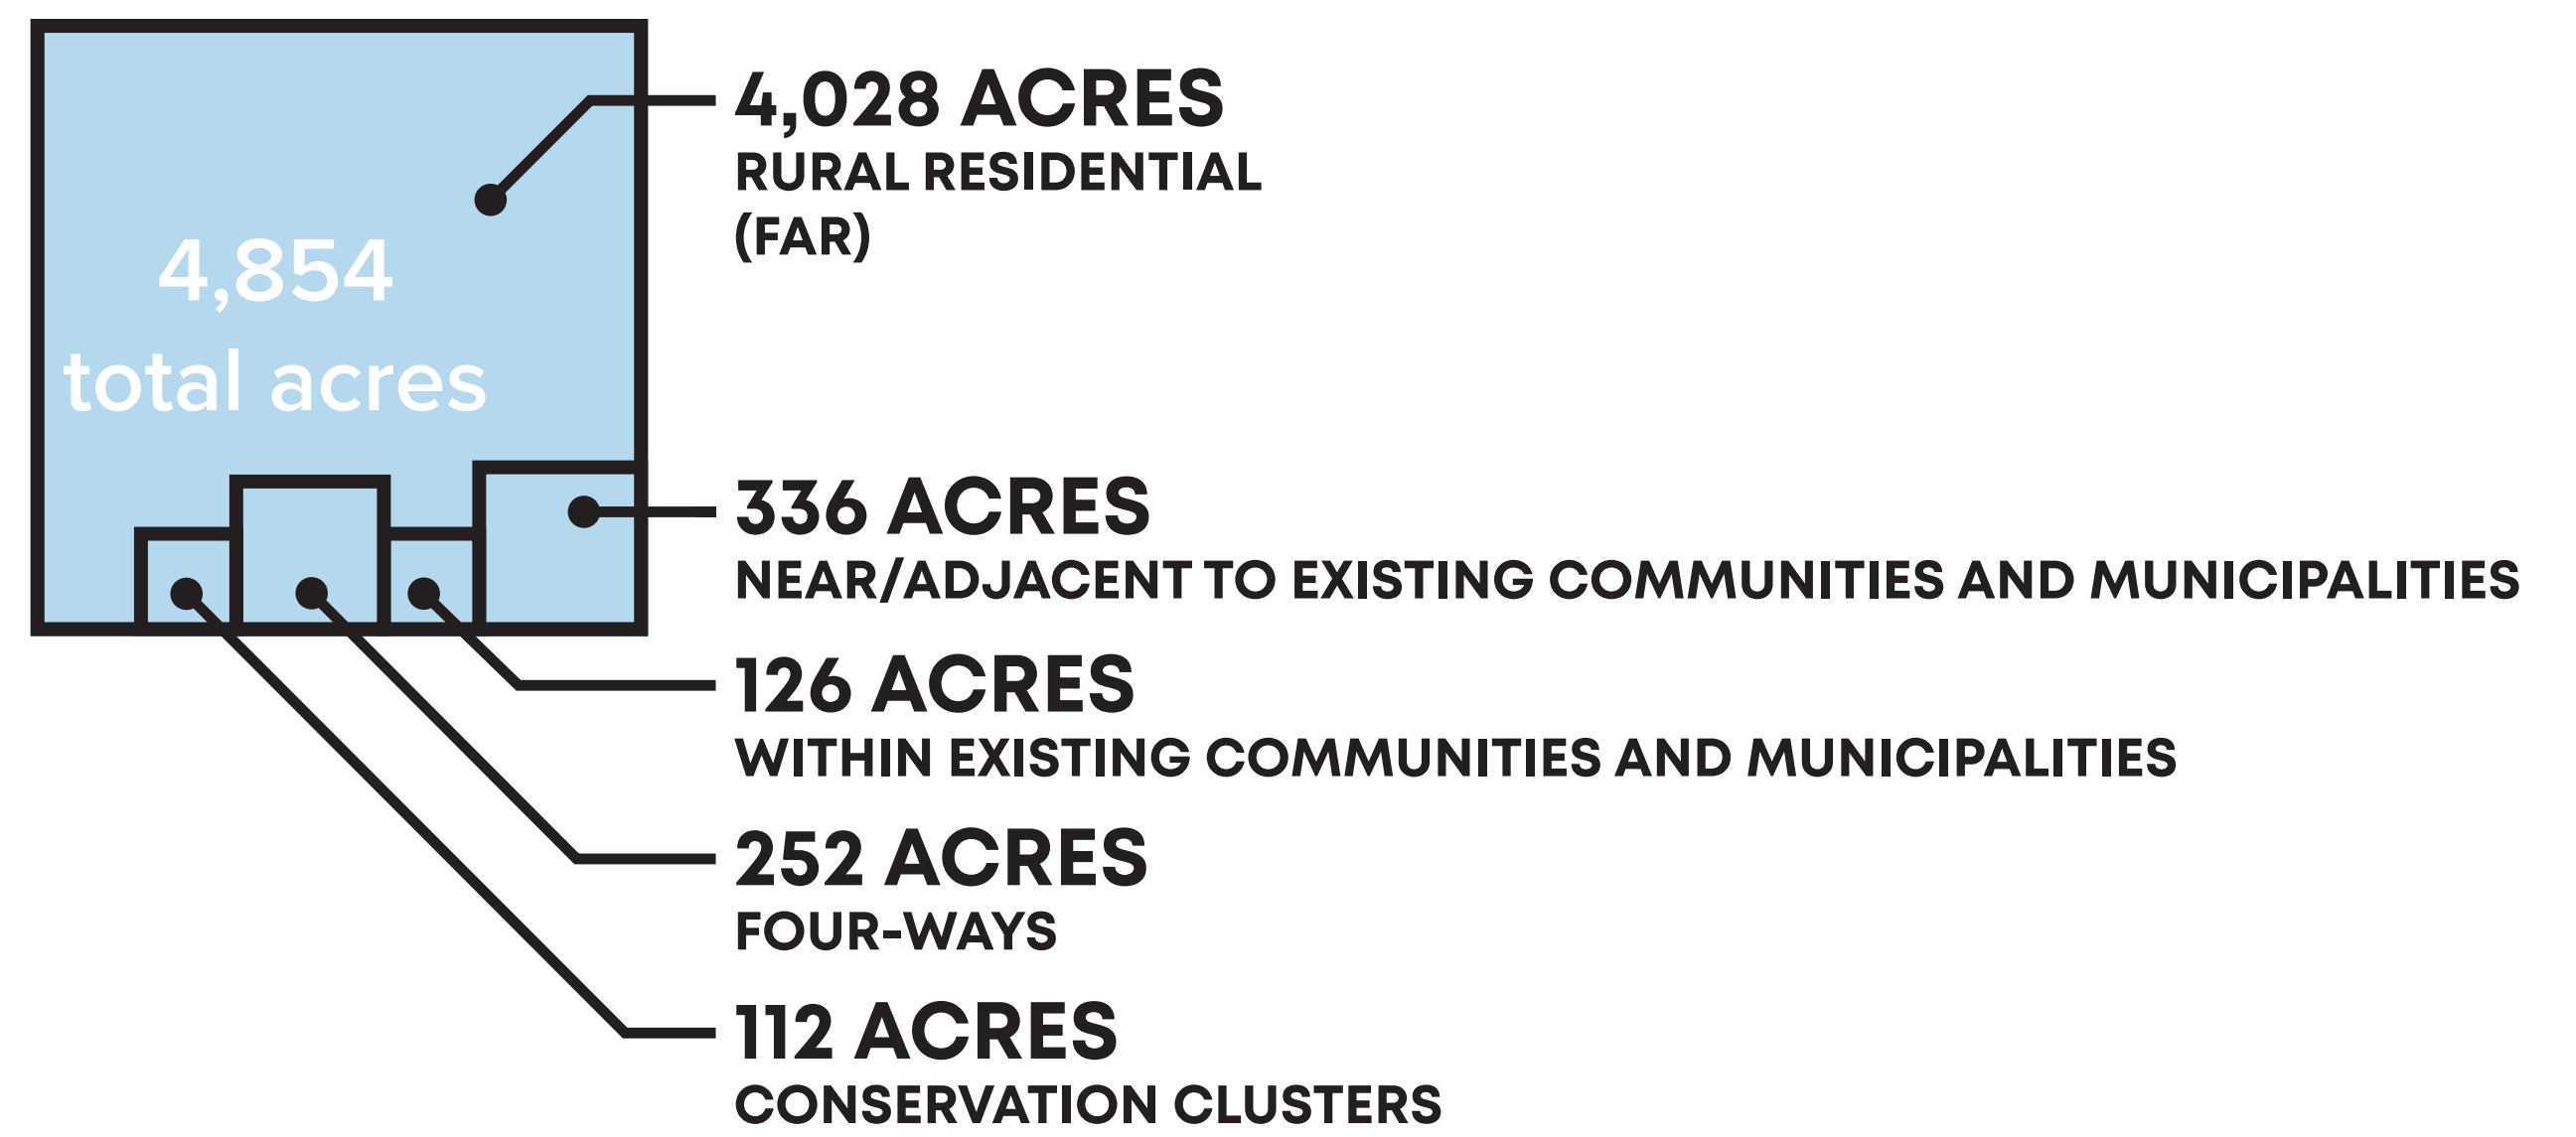 4,854
total acres
4,028 ACRES
RURAL RESIDENTIAL
(FAR)
336 ACRES
NEAR/ADJACENT TO EXISTING COMMUNITIES AND MUNICIPALITIES
126 ACRES
WITHIN EXISTING COMMUNITIES AND MUNICIPALITIES
252 ACRES
FOUR-WAYS
112 ACRES
CONSERVATION CLUSTERS